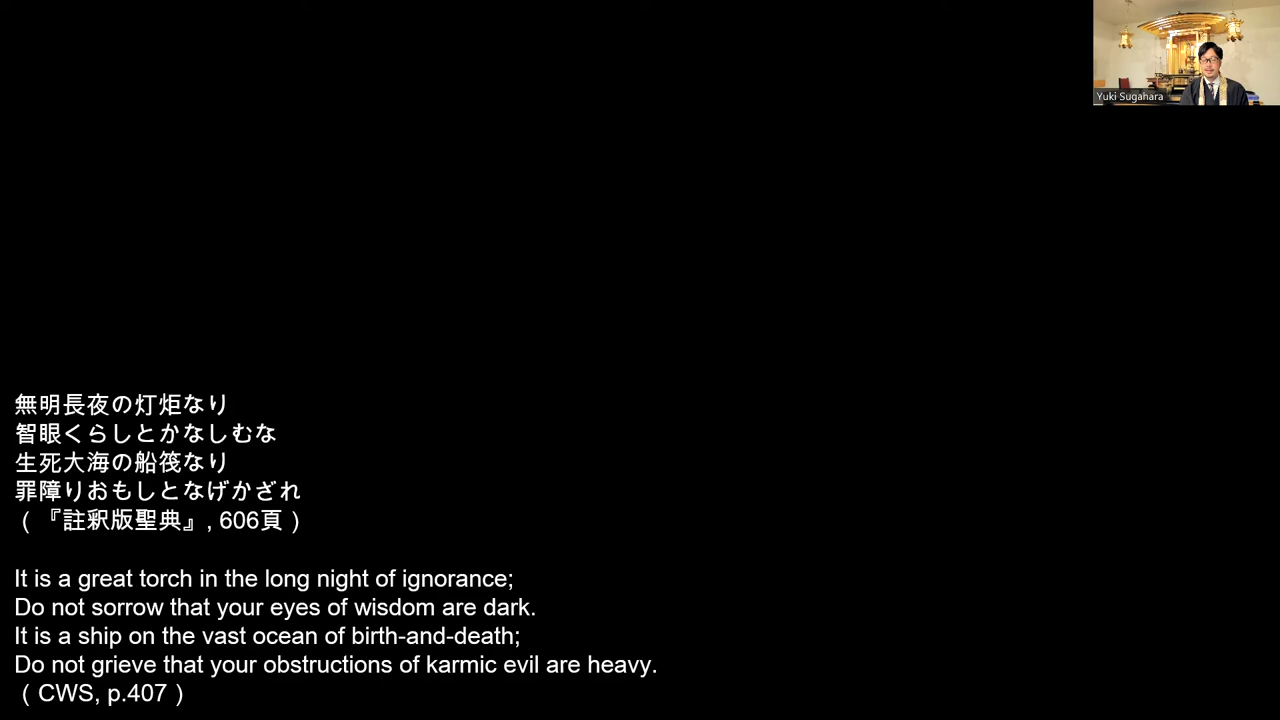 Yuki Sugahara
無明長夜の灯炬なり
智眼くらしとかなしむな
生死大海の船筏なり
罪障りおもしとなげかざれ
（『註釈版聖典』, 606頁）
It is a great torch in the long night of ignorance;
Do not sorrow that your eyes of wisdom are dark.
It is a ship on the vast ocean of birth-and-death;
Do not grieve that your obstructions of karmic evil are heavy.
（CWS, p.407）